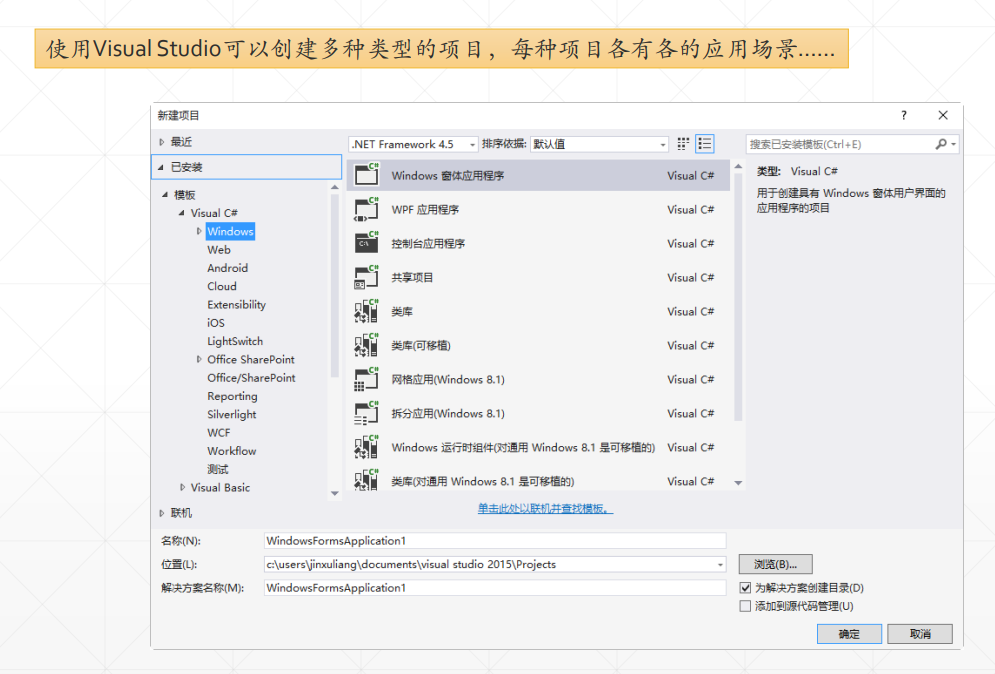 使用Visual Studio可以创建多种类型的项目，每种项目各有各的应用场景......
新建项目
? ×
最近
已安装
模板
Visual C#
Windows
Web
Android
Cloud
Extensibility
iOS
LightSwitch
Office SharePoint
Office/SharePoint
Reporting
Silverlight
WCF
Workflow
测试
Visual Basic
联机
.NET Framework 4.5 排序依据: 默认值
Windows 窗体应用程序 Visual C#
WPF 应用程序 Visual C#
控制台应用程序 Visual C#
共享项目 Visual C#
类库 Visual C#
类库(可移植) Visual C#
网格应用(Windows 8.1) Visual C#
拆分应用(Windows 8.1) Visual C#
Windows 运行时组件(对通用 Windows 8.1 是可移植的) Visual C#
类库(对通用 Windows 8.1 是可移植的) Visual C#
单击此处以联机并查找模板。
搜索已安装模板(Ctrl+E)
类型: Visual C#
用于创建具有 Windows 窗体用户界面的
应用程序的项目
名称(N): WindowsFormsApplication1
位置(L): c:\users\jinxuliang\documents\visual studio 2015\Projects 浏览(B)...
解决方案名称(M): WindowsFormsApplication1 为解决方案创建目录(D)
添加到源代码管理(U)
确定 取消